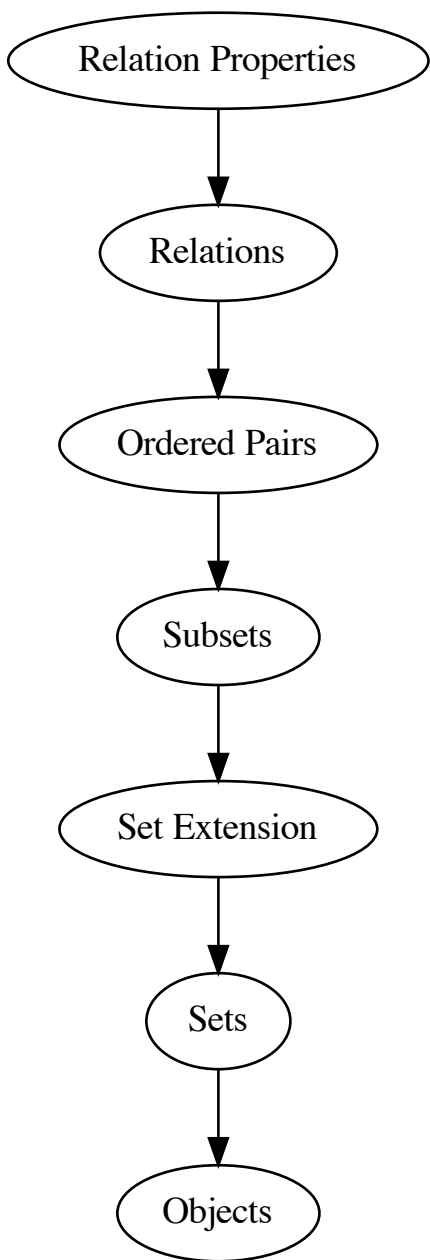 Relation Properties
Relations
Ordered Pairs
Subsets
Set Extension
Sets
Objects